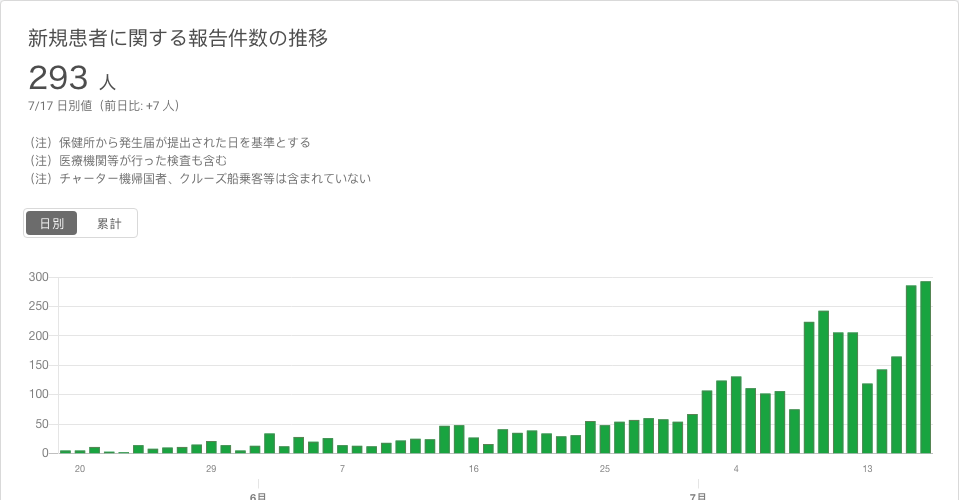 新規患者に関する報告件数の推移
293 人
7/17 日別値（前日比: +7 人）
（注）保健所から発生届が提出された日を基準とする
（注）医療機関等が行った検査も含む
（注）チャーター機帰国者、クルーズ船乗客等は含まれていない
日別 累計
300
250
200
150
100
50
0
20 29 7 16 25 4 13
6月 7月